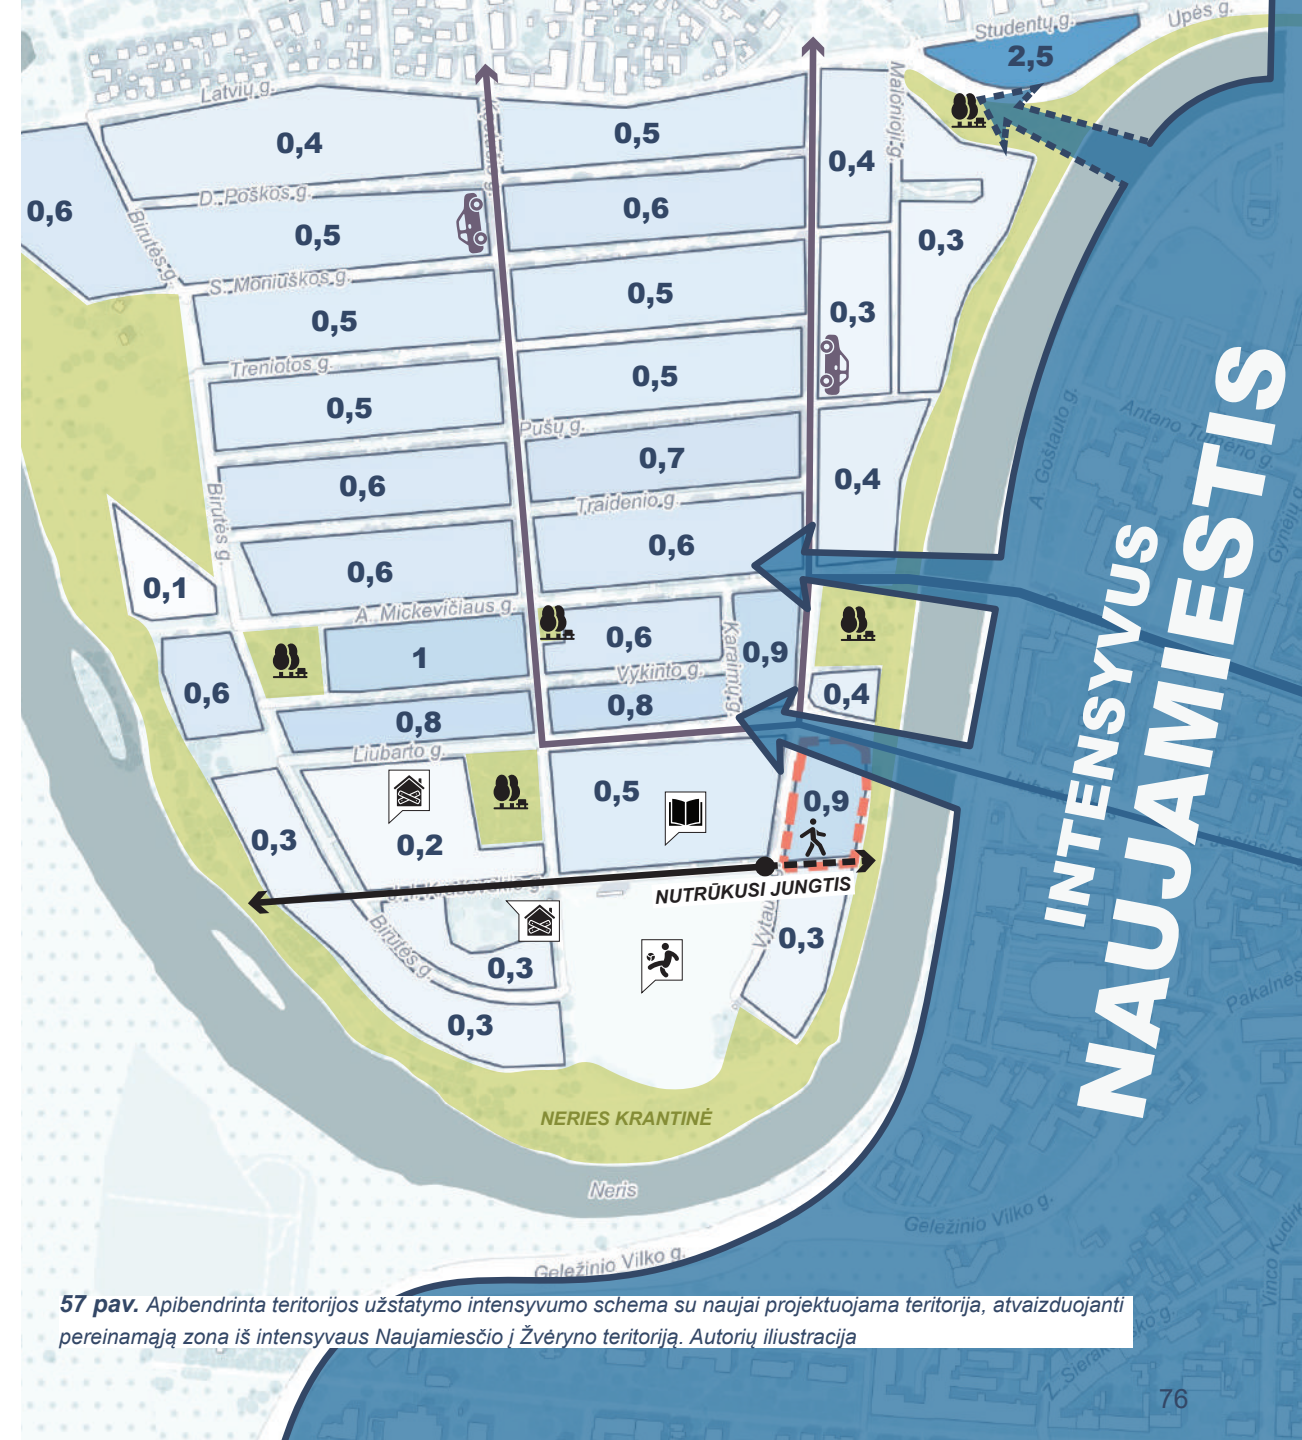 Studentų g.
Upės g.
2,5
Latvių g.
Maloniojį g.
0,4
0,5
0,4
D. Poškos g.
0,6
Birutės g.
0,5
0,6
0,3
S. Moniuškos g.
0,5
0,5
0,3
Treniotos g.
0,5
0,5
A. Goštauto g.
Antano Tumėno g.
Pušų g.
0,6
0,7
0,4
Birutės g.
Traidenio g.
Gynėjų g.
0,6
0,6
0,1
A. Mickevičiaus g.
0,6
Karaimų g.
0,9
1
Vykinto g.
0,6
0,8
0,8
0,4
Liubarto g.
INTENSYVUS
NAUJAMIESTIS
0,5
0,9
0,3
0,2
NUTRŪKUSI JUNGTIS
Birutės g.
0,3
0,3
0,3
Pakalnės
NERIES KRANTINĖ
Neris
Geležinio Vilko g.
Geležinio Vilko g.
Vinco Kudirk
57 pav. Apibendrinta teritorijos užstatymo intensyvumo schema su naujai projektuojama teritorija, atvaizduojanti
pereinamąją zona iš intensyvaus Naujamiesčio į Žvėryno teritoriją. Autorių iliustracija
76